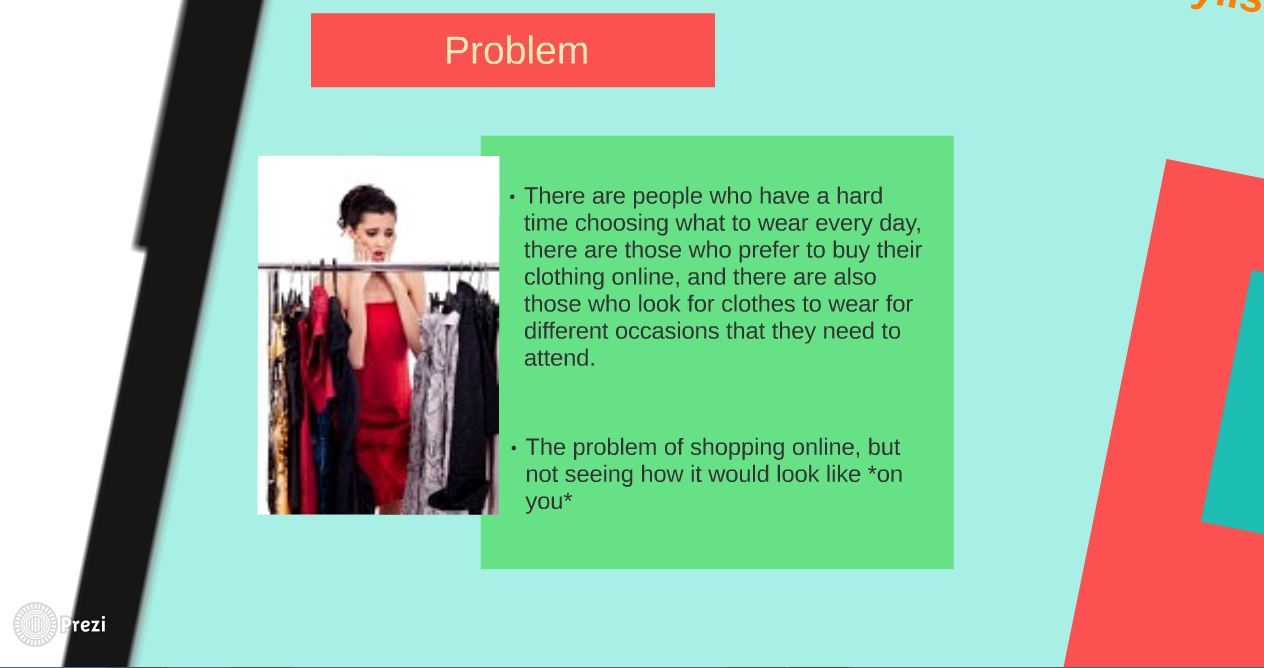 Problem
• There are people who have a hard
time choosing what to wear every day,
there are those who prefer to buy their
clothing online, and there are also
those who look for clothes to wear for
different occasions that they need to
attend.
• The problem of shopping online, but
not seeing how it would look like *on
you*
Prezi